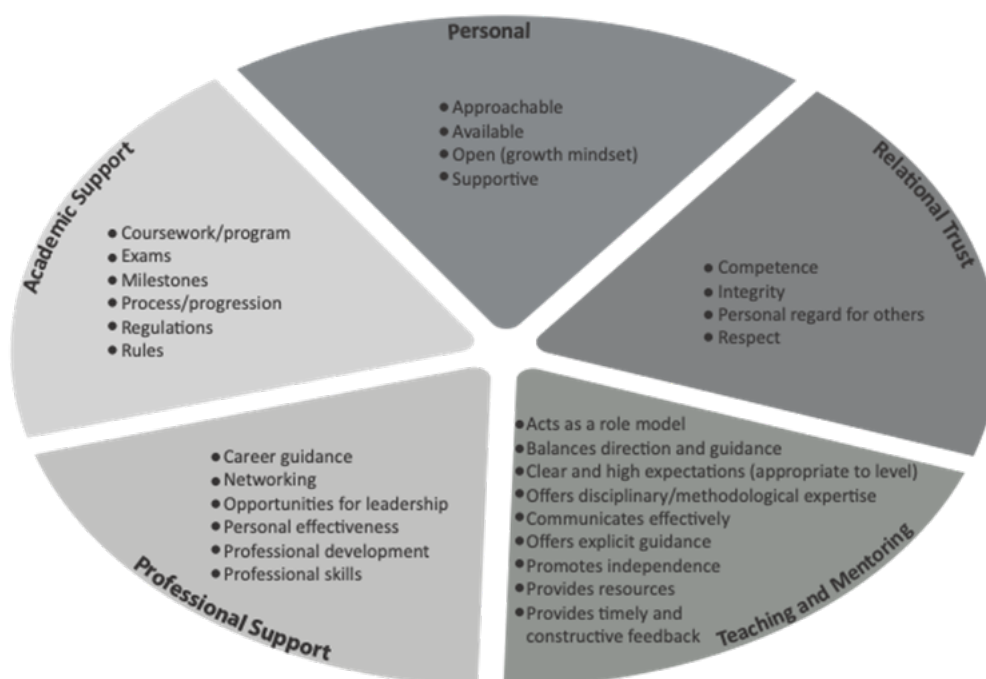 Personal
• Approachable
• Available
• Open (growth mindset)
• Supportive
Relational Trust
• Competence
• Integrity
• Personal regard for others
• Respect
Teaching and Mentoring
• Acts as a role model
• Balances direction and guidance
• Clear and high expectations (appropriate to level)
• Offers disciplinary/methodological expertise
• Communicates effectively
• Offers explicit guidance
• Promotes independence
• Provides resources
• Provides timely and
constructive feedback
Professional Support
• Career guidance
• Networking
• Opportunities for leadership
• Personal effectiveness
• Professional development
• Professional skills
Academic Support
• Coursework/program
• Exams
• Milestones
• Process/progression
• Regulations
• Rules